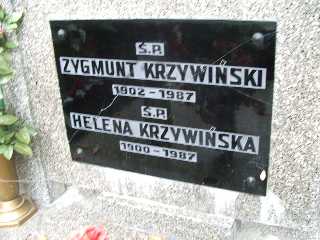 Ś.P.
ZYGMUNT KRZYWIŃSKI
1902-1987
Ś.P.
HELENA KRZYWIŃSKA
1900-1987